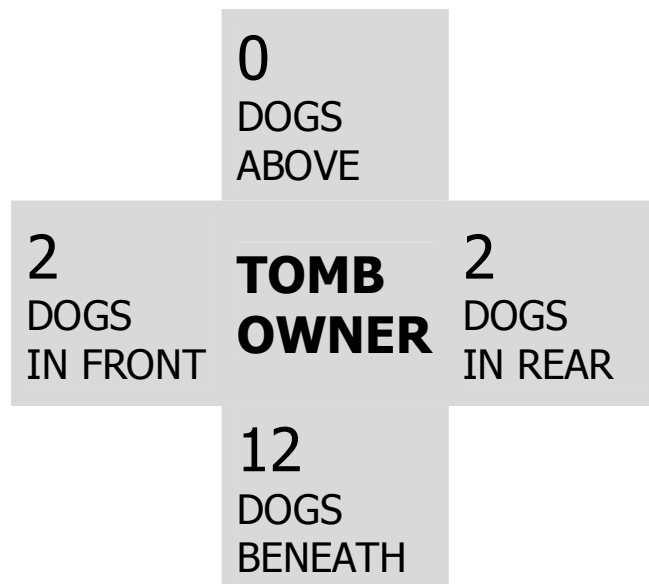 0
DOGS
ABOVE
2
DOGS
IN FRONT
TOMB
OWNER
2
DOGS
IN REAR
12
DOGS
BENEATH